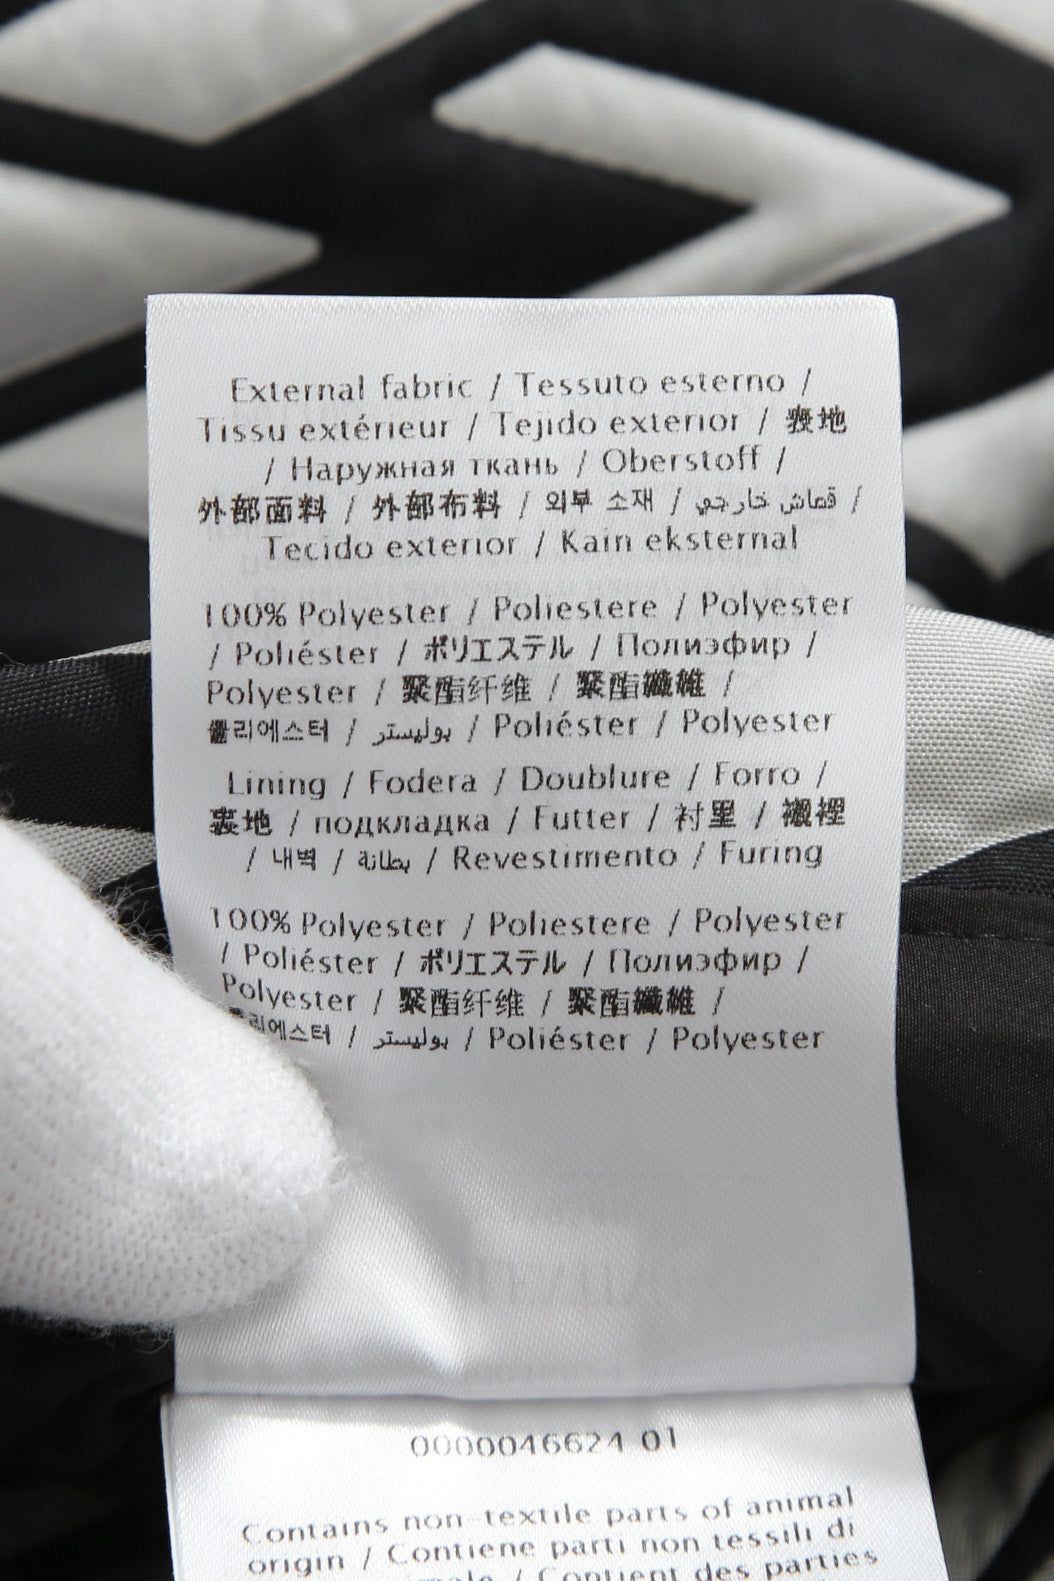 External fabric / Tessuto esterno /
Tissu extérieur / Tejido exterior / 表地
/ Наружная ткань / Oberstoff /
外部面料 / 外部布料 / 외부 소재 / قماش خارجي /
Tecido exterior / Kain eksternal
100% Polyester / Poliestere / Polyester
/ Poliéster / ポリエステル / Полиэфир /
Polyester / 聚酯纤维 / 聚酯纖維 /
폴리에스터 / بوليستر / Poliéster / Polyester
Lining / Fodera / Doublure / Forro /
裏地 / подкладка / Futter / 衬里 / 襯裡
/ 내벽 / بطانة / Revestimento / Furing
100% Polyester / Poliestere / Polyester
/ Poliéster / ポリエステル / Полиэфир /
Polyester / 聚酯纤维 / 聚酯纖維 /
폴리에스터 / بوليستر / Poliéster / Polyester
0000046624 01
Contains non-textile parts of animal
origin / Contiene parti non tessili di
/ Contient des parties